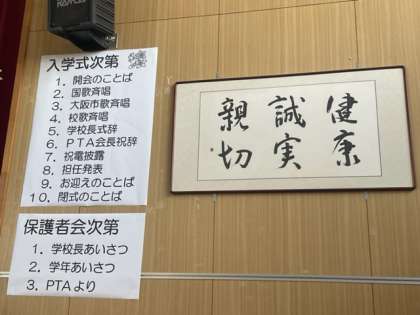 入学式次第
1. 開会のことば
2. 国歌斉唱
3. 大阪市歌斉唱
4. 校歌斉唱
5. 学校長式辞
6. PTA会長祝辞
7. 祝電披露
8. 担任発表
9. お迎えのことば
10. 閉式のことば
保護者会次第
1. 学校長あいさつ
2. 学年あいさつ
3. PTAより
健康
誠実
親切